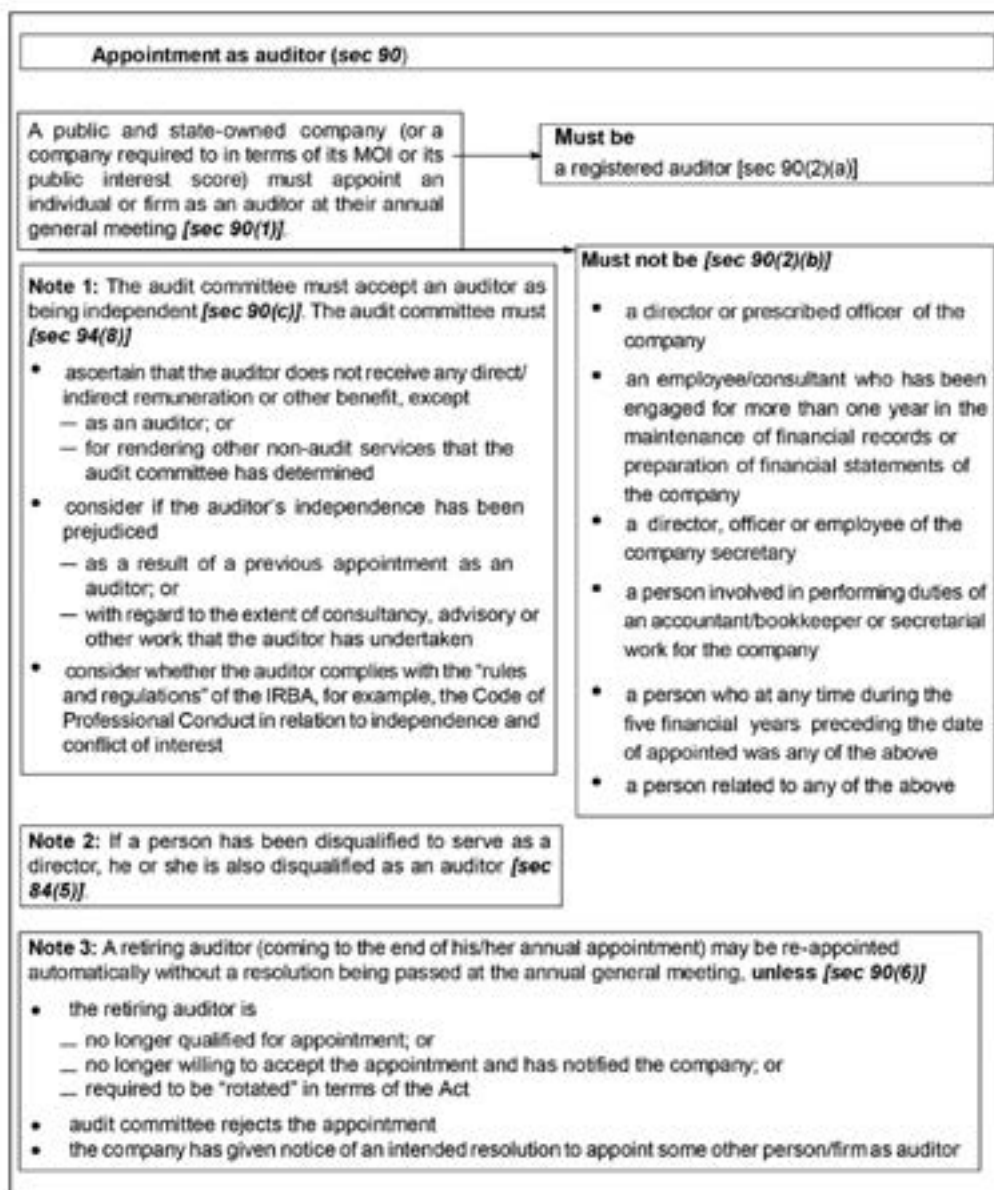 Appointment as auditor (sec 90)
A public and state-owned company (or a
company required to in terms of its MOI or its
public interest score) must appoint an
individual or firm as an auditor at their annual
general meeting [sec 90(1)].
Must be
a registered auditor [sec 90(2)(a)]
Note 1: The audit committee must accept an auditor as
being independent [sec 90(c)]. The audit committee must
[sec 94(8)]
• ascertain that the auditor does not receive any direct/
indirect remuneration or other benefit, except
— as an auditor; or
— for rendering other non-audit services that the
audit committee has determined
• consider if the auditor's independence has been
prejudiced
— as a result of a previous appointment as an
auditor; or
— with regard to the extent of consultancy, advisory or
other work that the auditor has undertaken
• consider whether the auditor complies with the "rules
and regulations" of the IRBA, for example, the Code of
Professional Conduct in relation to independence and
conflict of interest
Must not be [sec 90(2)(b)]
• a director or prescribed officer of the
company
• an employee/consultant who has been
engaged for more than one year in the
maintenance of financial records or
preparation of financial statements of
the company
• a director, officer or employee of the
company secretary
• a person involved in performing duties of
an accountant/bookkeeper or secretarial
work for the company
• a person who at any time during the
five financial years preceding the date
of appointed was any of the above
• a person related to any of the above
Note 2: If a person has been disqualified to serve as a
director, he or she is also disqualified as an auditor [sec
84(5)].
Note 3: A retiring auditor (coming to the end of his/her annual appointment) may be re-appointed
automatically without a resolution being passed at the annual general meeting, unless [sec 90(6)]
• the retiring auditor is
— no longer qualified for appointment; or
— no longer willing to accept the appointment and has notified the company; or
— required to be "rotated" in terms of the Act
• audit committee rejects the appointment
• the company has given notice of an intended resolution to appoint some other person/firm as auditor